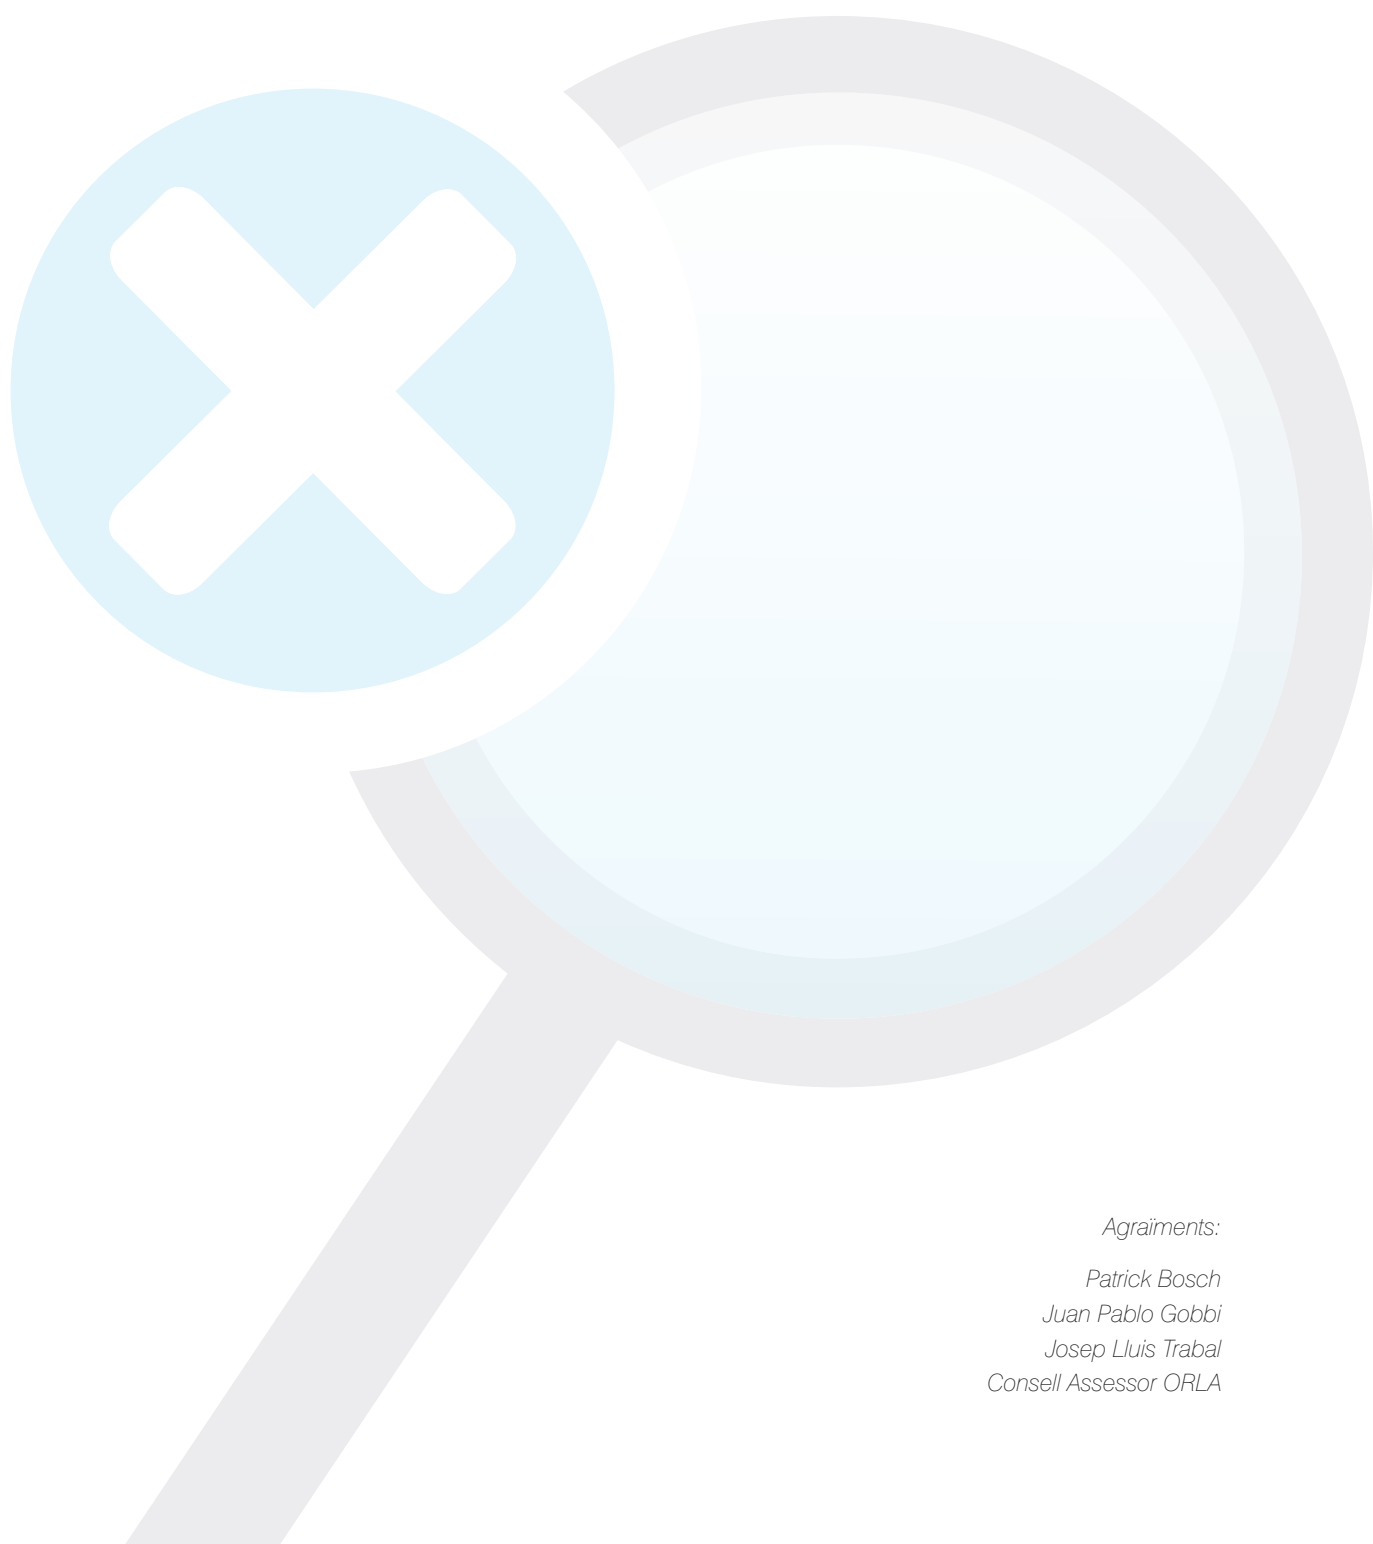 Agraïments:
Patrick Bosch
Juan Pablo Gobbi
Josep Lluis Trabal
Consell Assessor ORLA